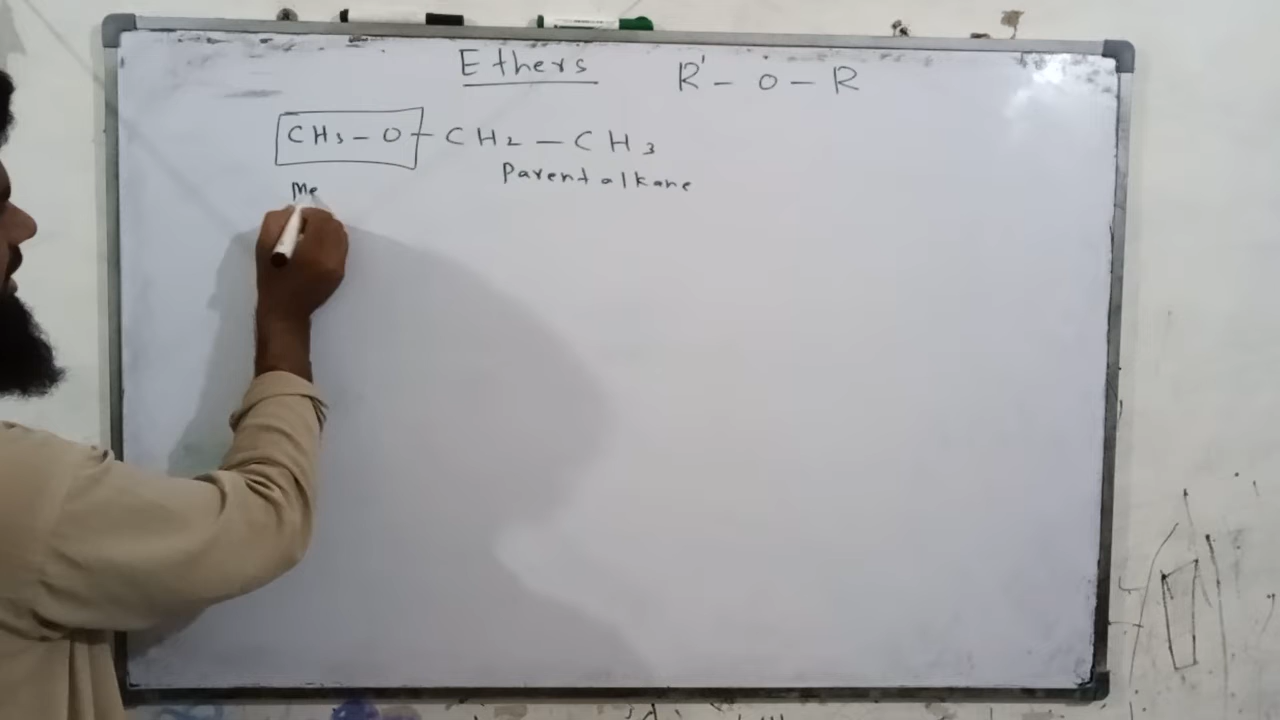 Ethers R' - O - R
CH3 - O - CH2 - CH3
Parent alkane
Me